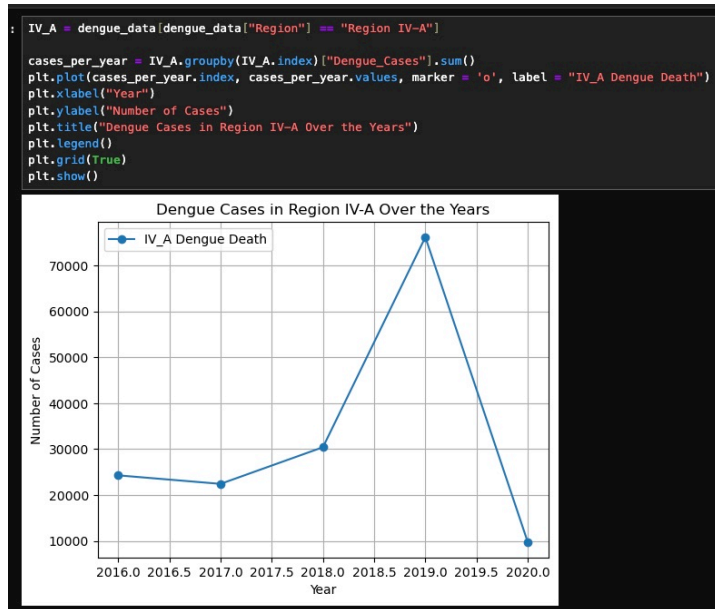 : IV_A = dengue_data[dengue_data["Region"] == "Region IV-A"]
cases_per_year = IV_A.groupby(IV_A.index)["Dengue_Cases"].sum()
plt.plot(cases_per_year.index, cases_per_year.values, marker = 'o', label = "IV_A Dengue Death")
plt.xlabel("Year")
plt.ylabel("Number of Cases")
plt.title("Dengue Cases in Region IV-A Over the Years")
plt.legend()
plt.grid(True)
plt.show()
Dengue Cases in Region IV-A Over the Years
IV_A Dengue Death
Number of Cases
70000
60000
50000
40000
30000
20000
10000
2016.0 2016.5 2017.0 2017.5 2018.0 2018.5 2019.0 2019.5 2020.0
Year